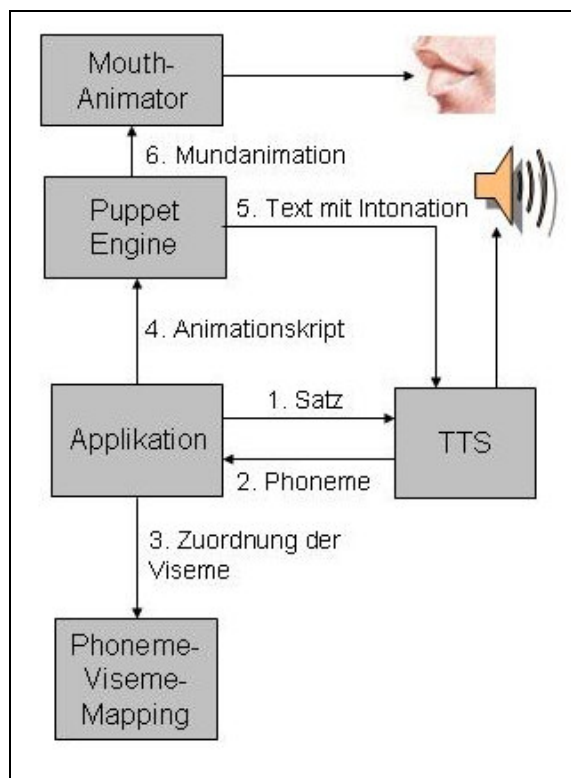 Mouth-
Animator
6. Mundanimation
Puppet
Engine
5. Text mit Intonation
4. Animationskript
1. Satz
Applikation
TTS
2. Phoneme
3. Zuordnung der
Viseme
Phoneme-
Viseme-
Mapping